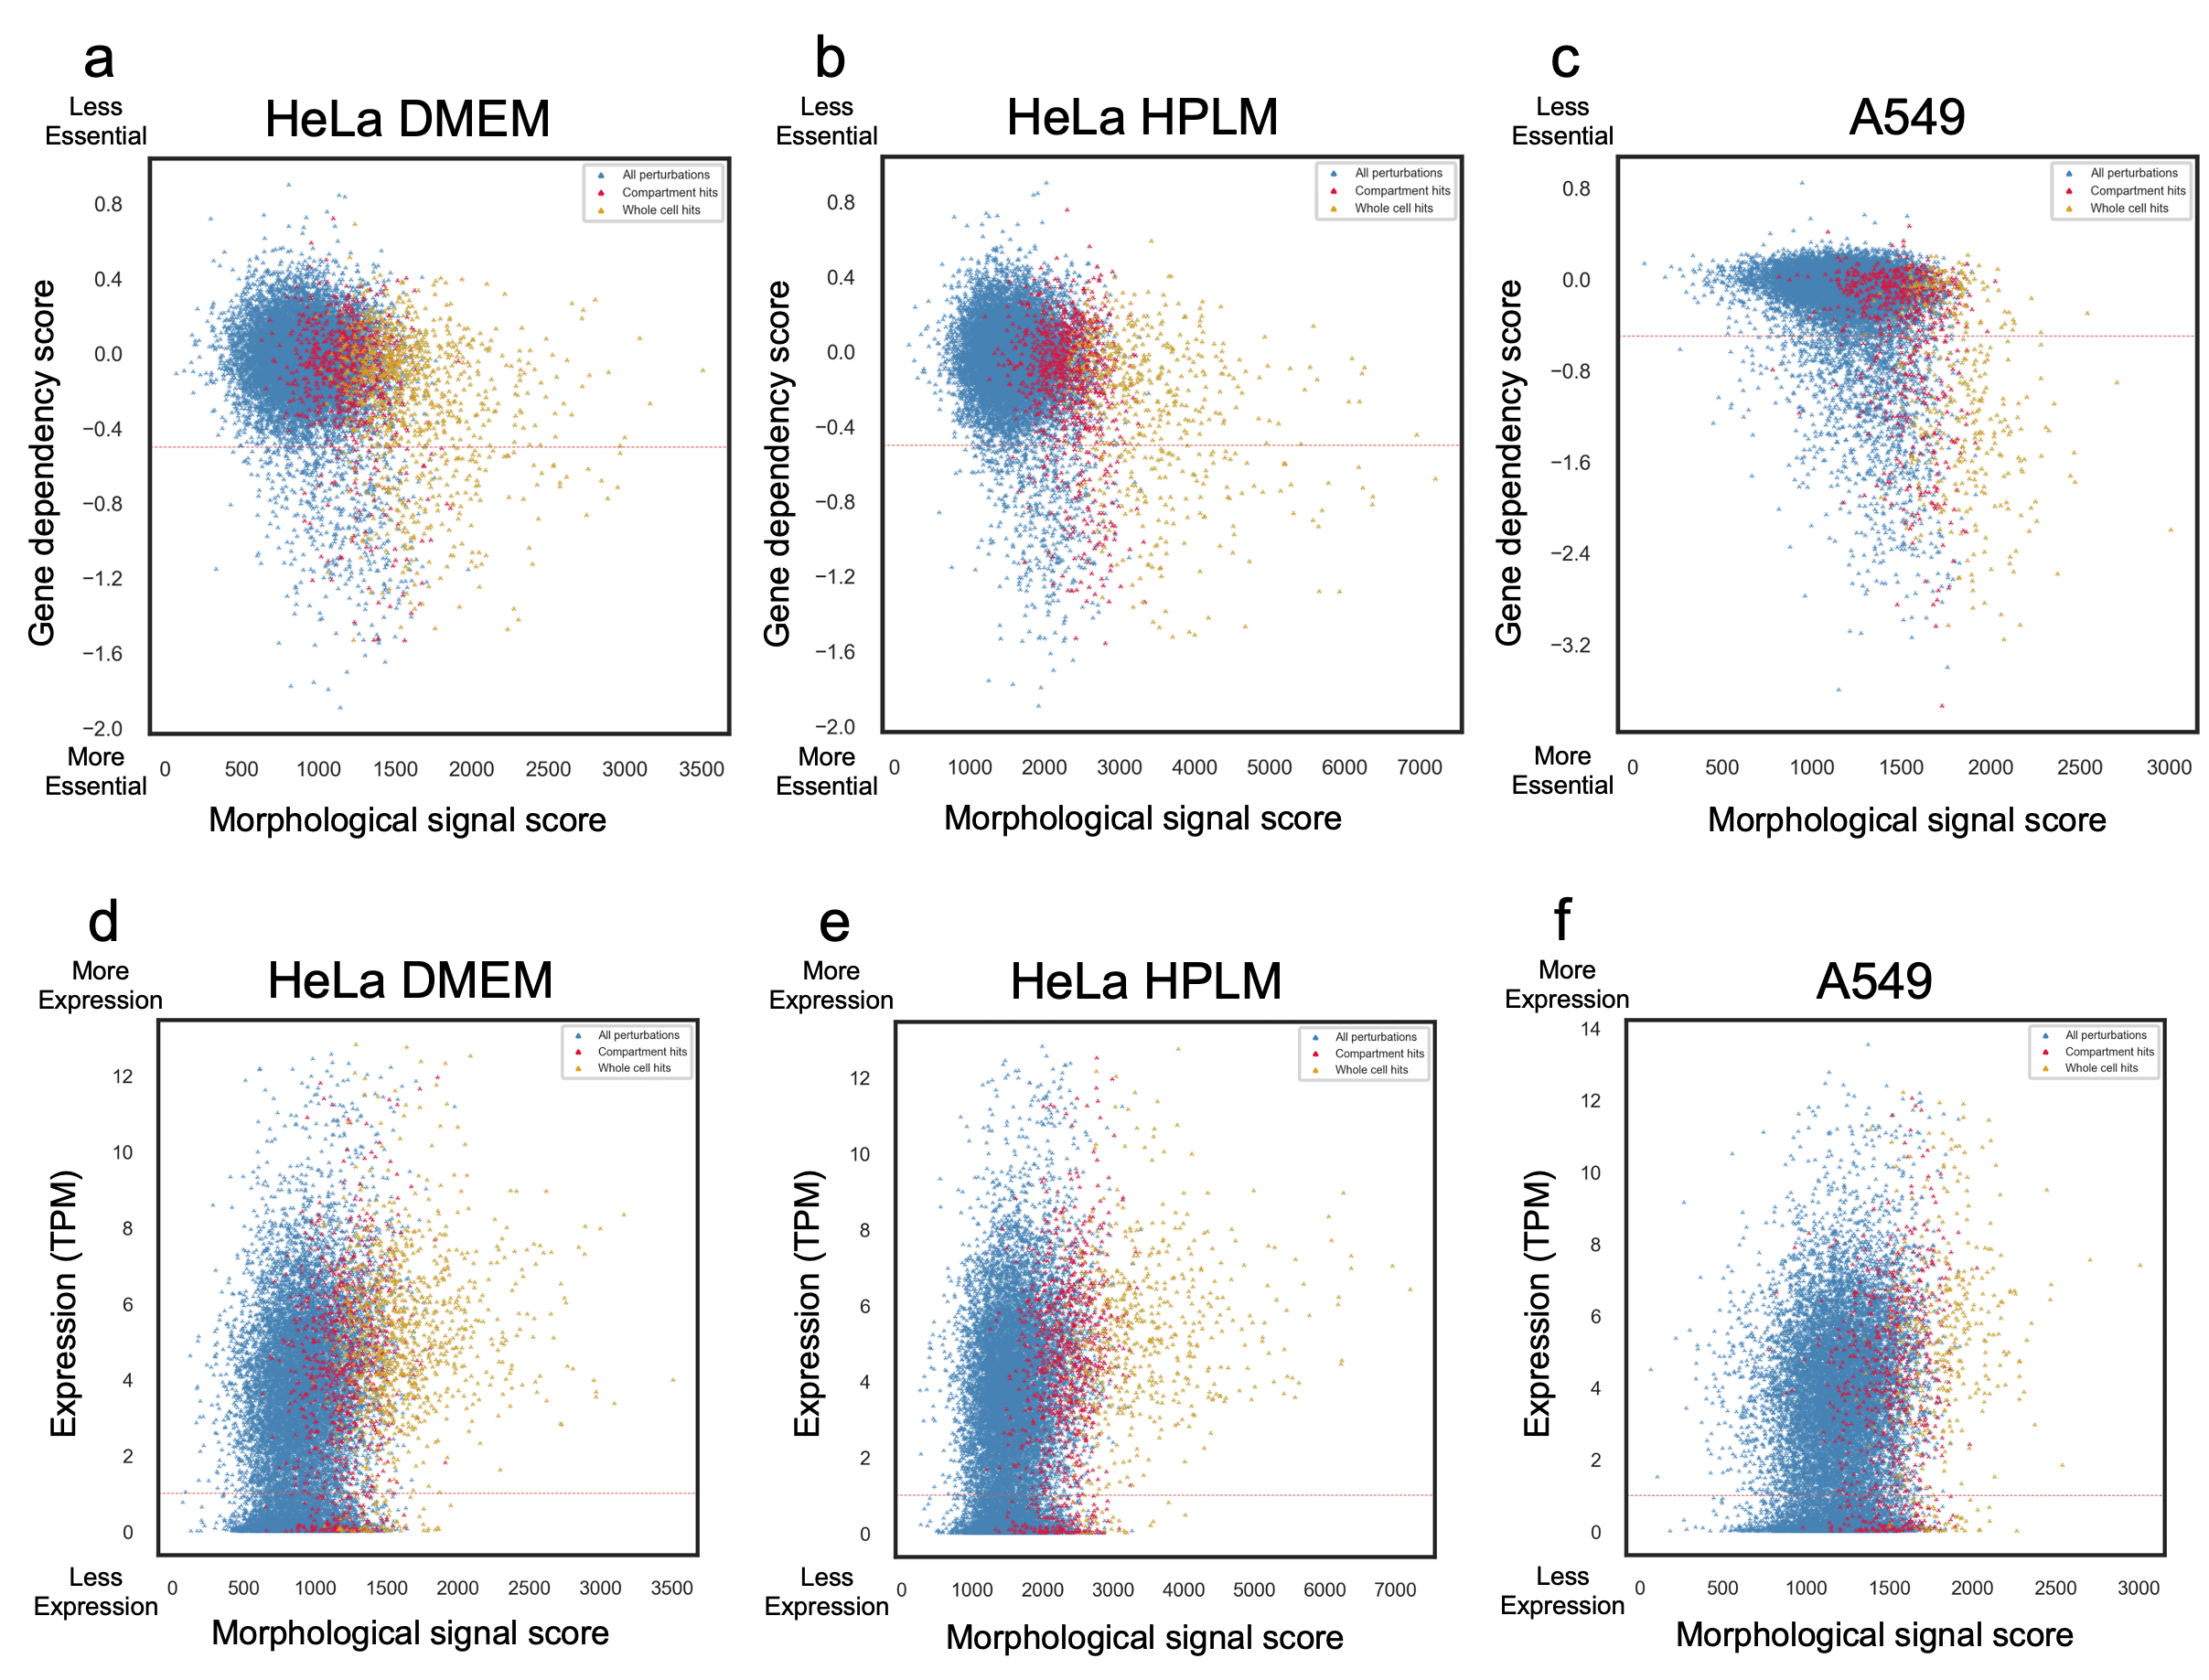 a
Less
Essential
HeLa DMEM
All perturbations
Compartment hits
Whole cell hits
Gene dependency score
0.8
0.4
0.0
−0.4
−0.8
−1.2
−1.6
−2.0
More
Essential
0 500 1000 1500 2000 2500 3000 3500
Morphological signal score
b
Less
Essential
HeLa HPLM
All perturbations
Compartment hits
Whole cell hits
Gene dependency score
0.8
0.4
0.0
−0.4
−0.8
−1.2
−1.6
−2.0
More
Essential
0 1000 2000 3000 4000 5000 6000 7000
Morphological signal score
c
Less
Essential
A549
All perturbations
Compartment hits
Whole cell hits
Gene dependency score
0.8
0.0
−0.8
−1.6
−2.4
−3.2
More
Essential
0 500 1000 1500 2000 2500 3000
Morphological signal score
d
More
Expression
HeLa DMEM
All perturbations
Compartment hits
Whole cell hits
Expression (TPM)
12
10
8
6
4
2
0
Less
Expression
0 500 1000 1500 2000 2500 3000 3500
Morphological signal score
e
More
Expression
HeLa HPLM
All perturbations
Compartment hits
Whole cell hits
Expression (TPM)
12
10
8
6
4
2
0
Less
Expression
0 1000 2000 3000 4000 5000 6000 7000
Morphological signal score
f
More
Expression
A549
All perturbations
Compartment hits
Whole cell hits
Expression (TPM)
14
12
10
8
6
4
2
0
Less
Expression
0 500 1000 1500 2000 2500 3000
Morphological signal score